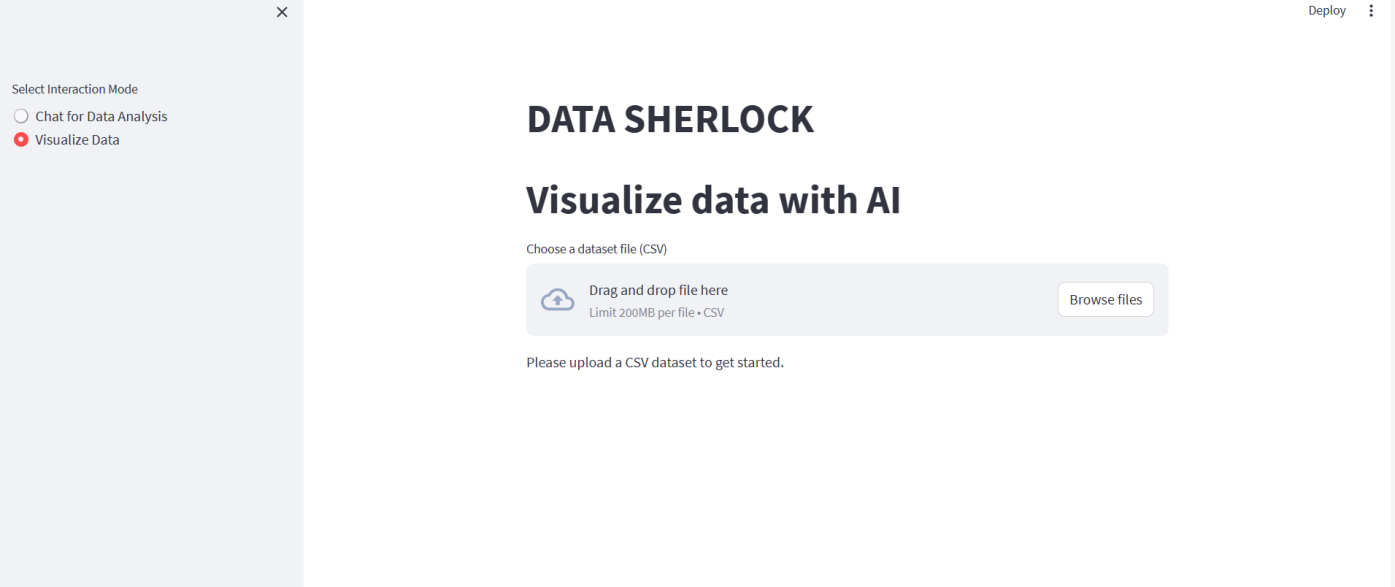 Deploy
Select Interaction Mode
Chat for Data Analysis
Visualize Data
DATA SHERLOCK
Visualize data with AI
Choose a dataset file (CSV)
Drag and drop file here
Limit 200MB per file • CSV
Browse files
Please upload a CSV dataset to get started.